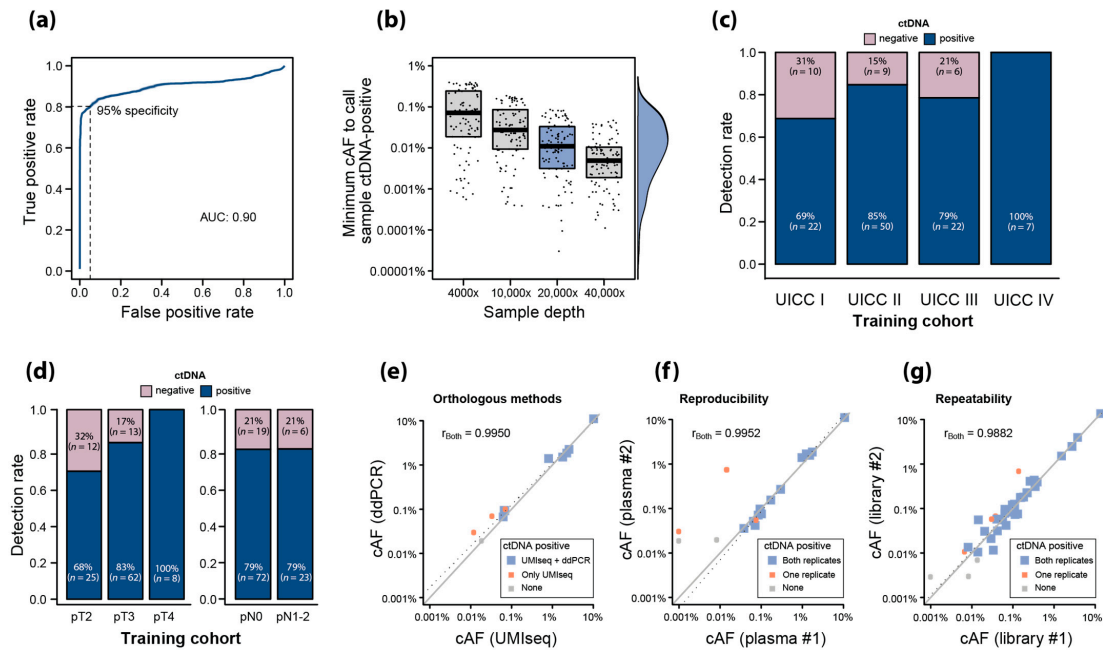 (a)
True positive rate
1.0
0.8
0.6
0.4
0.2
0.0
95% specificity
AUC: 0.90
0.0
0.2
0.4
0.6
0.8
1.0
False positive rate
(b)
Minimum cAF to call
sample ctDNA-positive
1%
0.1%
0.01%
0.001%
0.0001%
0.00001%
4000x
10,000x
20,000x
40,000x
Sample depth
(c)
ctDNA
negative
positive
Detection rate
1.0
0.8
0.6
0.4
0.2
0.0
31%
(n = 10)
15%
(n = 9)
21%
(n = 6)
69%
(n = 22)
85%
(n = 50)
79%
(n = 22)
100%
(n = 7)
UICC I
UICC II
UICC III
UICC IV
Training cohort
(d)
ctDNA
negative
positive
Detection rate
1.0
0.8
0.6
0.4
0.2
0.0
32%
(n = 12)
17%
(n = 13)
68%
(n = 25)
83%
(n = 62)
100%
(n = 8)
pT2
pT3
pT4
1.0
0.8
0.6
0.4
0.2
0.0
21%
(n = 19)
21%
(n = 6)
79%
(n = 72)
79%
(n = 23)
pN0
pN1-2
Training cohort
(e)
Orthologous methods
rBoth = 0.9950
cAF (ddPCR)
10%
1%
0.1%
0.01%
0.001%
ctDNA positive
UMIseq + ddPCR
Only UMIseq
None
0.001%
0.01%
0.1%
1%
10%
cAF (UMIseq)
(f)
Reproducibility
rBoth = 0.9952
cAF (plasma #2)
10%
1%
0.1%
0.01%
0.001%
ctDNA positive
Both replicates
One replicate
None
0.001%
0.01%
0.1%
1%
10%
cAF (plasma #1)
(g)
Repeatability
rBoth = 0.9882
cAF (library #2)
10%
1%
0.1%
0.01%
0.001%
ctDNA positive
Both replicates
One replicate
None
0.001%
0.01%
0.1%
1%
10%
cAF (library #1)